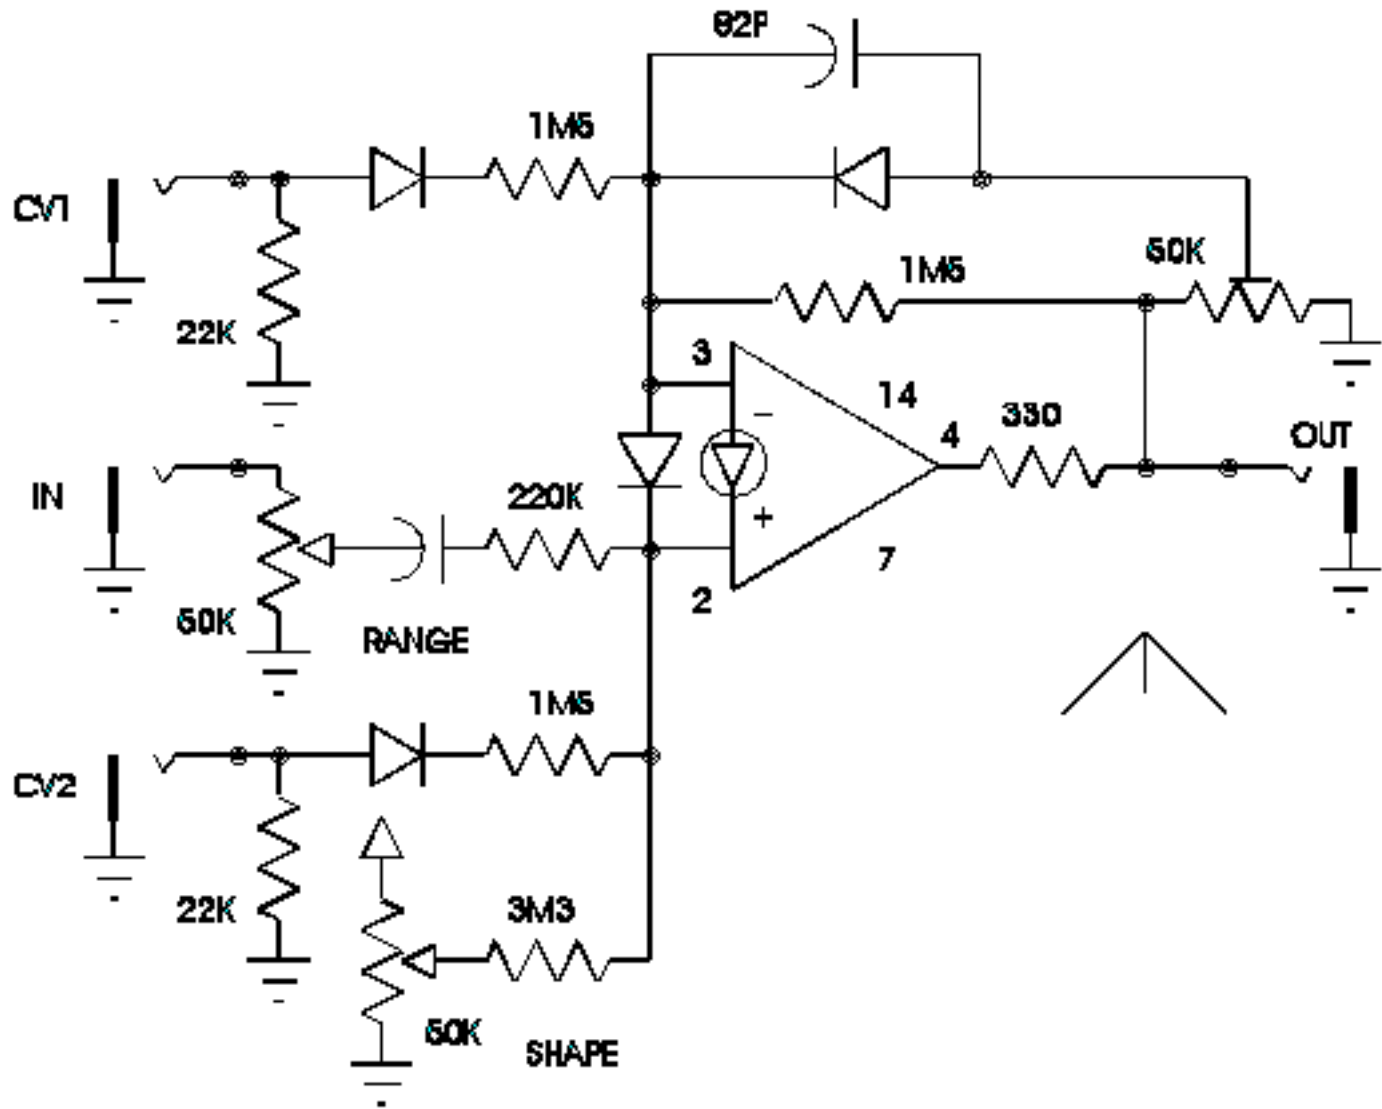 82P
1M5
CV1
50K
1M5
22K
3
14
330
4
OUT
−
IN
220K
+
7
2
50K
RANGE
1M5
CV2
22K
3M3
50K
SHAPE